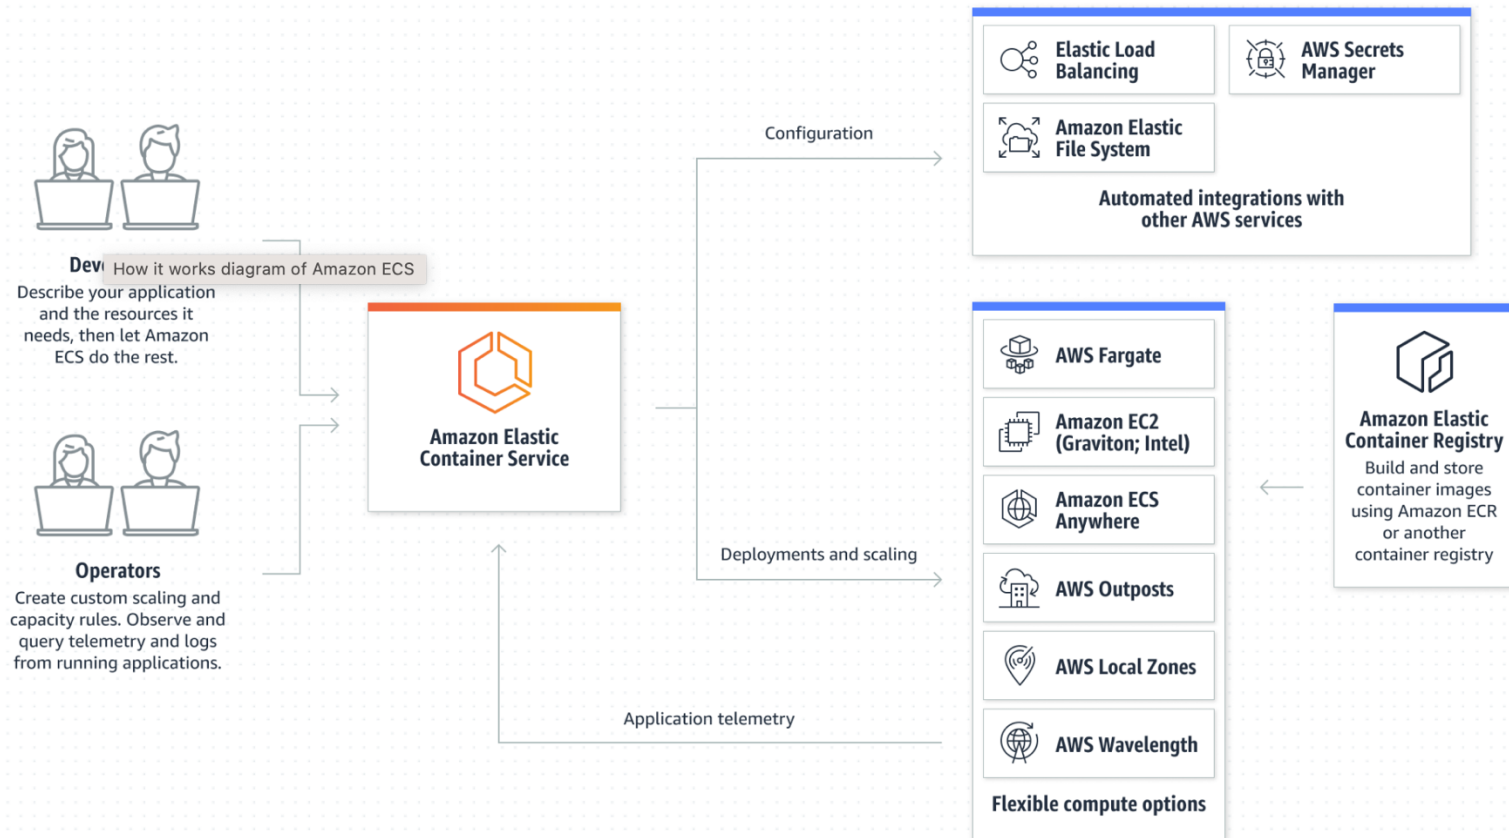 Elastic Load
Balancing
AWS Secrets
Manager
Amazon Elastic
File System
Automated integrations with
other AWS services
Configuration
How it works diagram of Amazon ECS
Describe your application
and the resources it
needs, then let Amazon
ECS do the rest.
Amazon Elastic
Container Service
Operators
Create custom scaling and
capacity rules. Observe and
query telemetry and logs
from running applications.
Deployments and scaling
Application telemetry
AWS Fargate
Amazon EC2
(Graviton; Intel)
Amazon ECS
Anywhere
AWS Outposts
AWS Local Zones
AWS Wavelength
Flexible compute options
Amazon Elastic
Container Registry
Build and store
container images
using Amazon ECR
or another
container registry